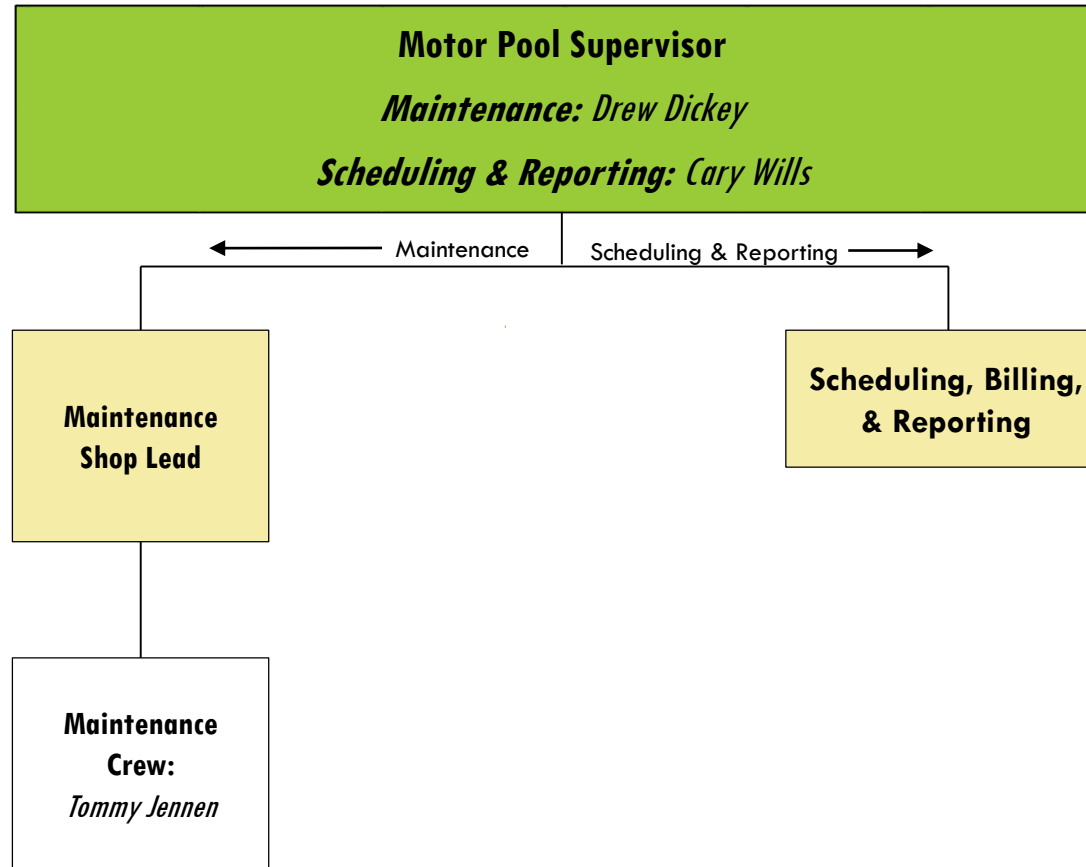 Motor Pool Supervisor
Maintenance: Drew Dickey
Scheduling & Reporting: Cary Wills
Maintenance
Scheduling & Reporting
Maintenance
Shop Lead
Scheduling, Billing,
& Reporting
Maintenance
Crew:
Tommy Jennen